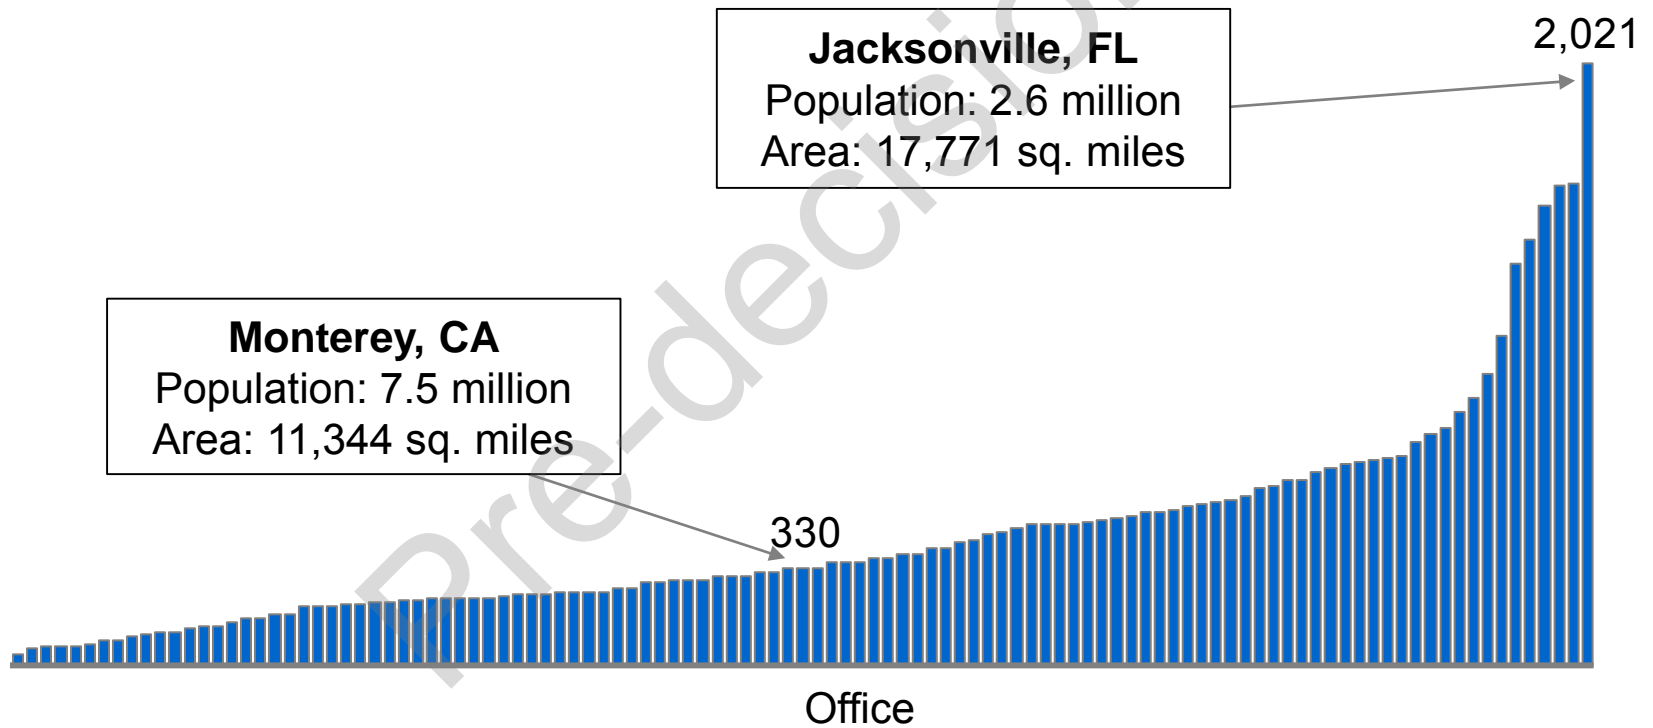 Jacksonville, FL
Population: 2.6 million
Area: 17,771 sq. miles
2,021
Monterey, CA
Population: 7.5 million
Area: 11,344 sq. miles
330
Office
Pre-decision